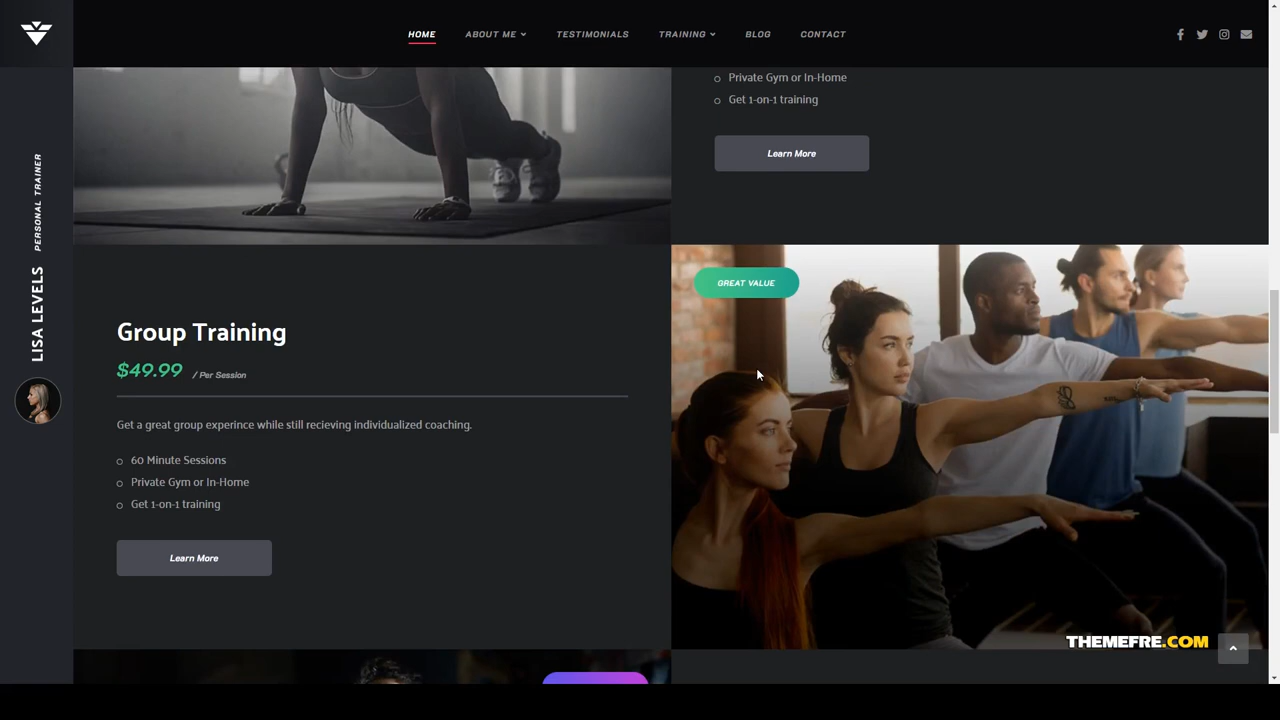 HOME
ABOUT ME
TESTIMONIALS
TRAINING
BLOG
CONTACT
Private Gym or In-Home
Get 1-on-1 training
Learn More
LISA LEVELS PERSONAL TRAINER
GREAT VALUE
Group Training
$49.99 / Per Session
Get a great group experince while still recieving individualized coaching.
60 Minute Sessions
Private Gym or In-Home
Get 1-on-1 training
Learn More
THEMEFRE.COM